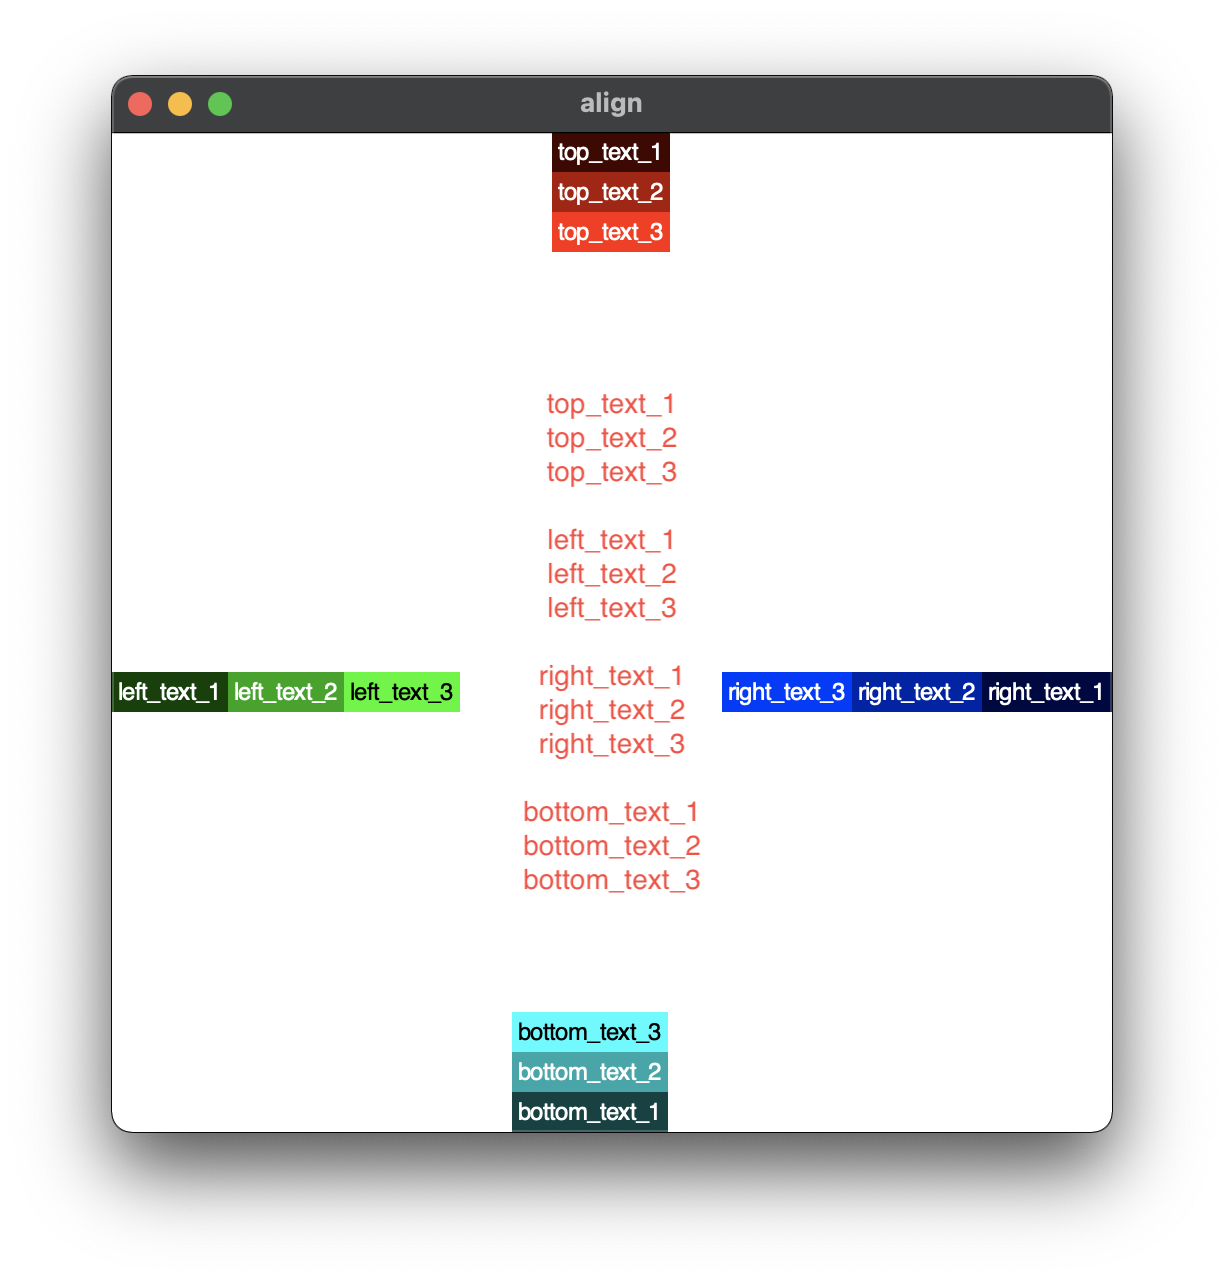 align
top_text_1
top_text_2
top_text_3
top_text_1
top_text_2
top_text_3
left_text_1
left_text_2
left_text_3
left_text_1 left_text_2 left_text_3
right_text_1
right_text_2
right_text_3
right_text_3 right_text_2 right_text_1
bottom_text_1
bottom_text_2
bottom_text_3
bottom_text_3
bottom_text_2
bottom_text_1